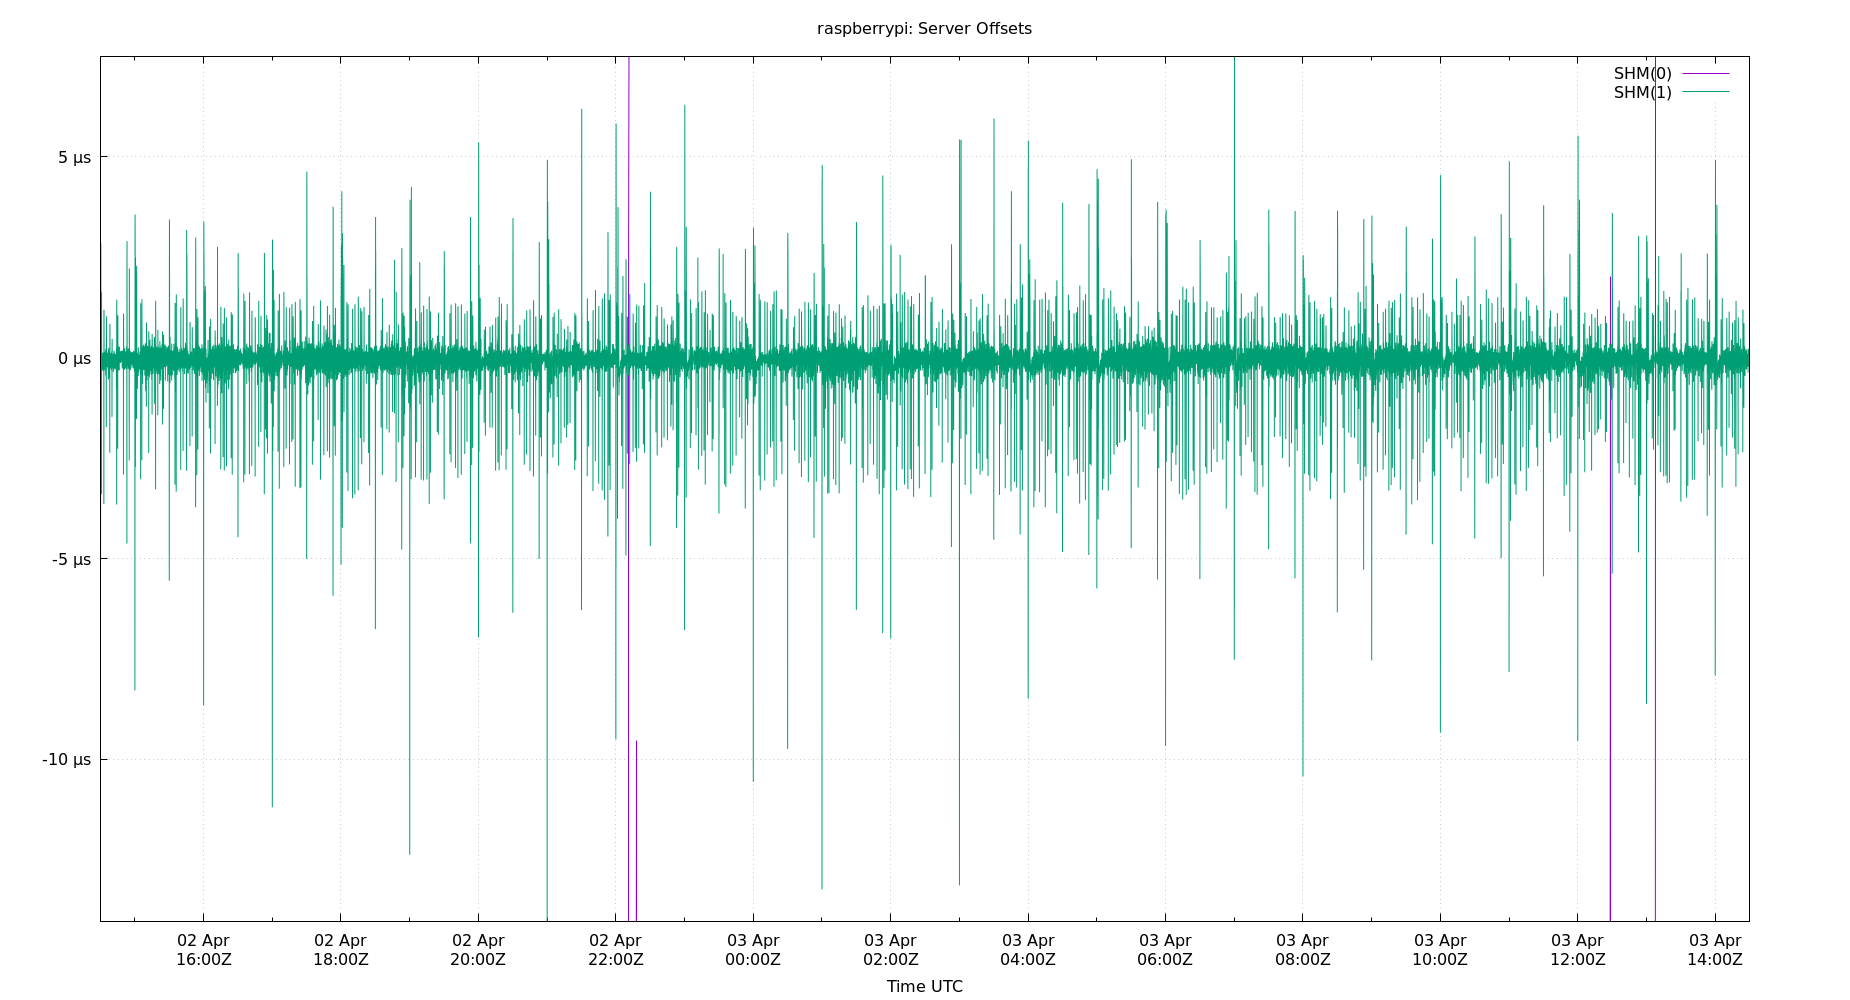 raspberrypi: Server Offsets
SHM(0)
SHM(1)
5 µs
0 µs
-5 µs
-10 µs
02 Apr 02 Apr 02 Apr 02 Apr 03 Apr 03 Apr 03 Apr 03 Apr 03 Apr 03 Apr 03 Apr 03 Apr
16:00Z 18:00Z 20:00Z 22:00Z 00:00Z 02:00Z 04:00Z 06:00Z 08:00Z 10:00Z 12:00Z 14:00Z
Time UTC